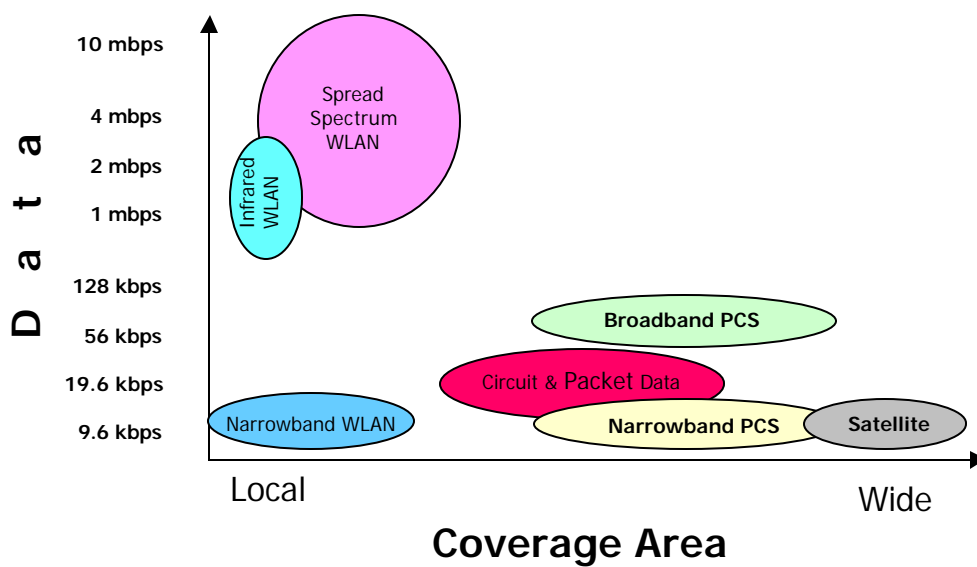 10 mbps
4 mbps
2 mbps
1 mbps
128 kbps
56 kbps
19.6 kbps
9.6 kbps
Data
Spread
Spectrum
WLAN
Infrared
WLAN
Broadband PCS
Circuit & Packet Data
Narrowband WLAN
Narrowband PCS
Satellite
Local
Wide
Coverage Area